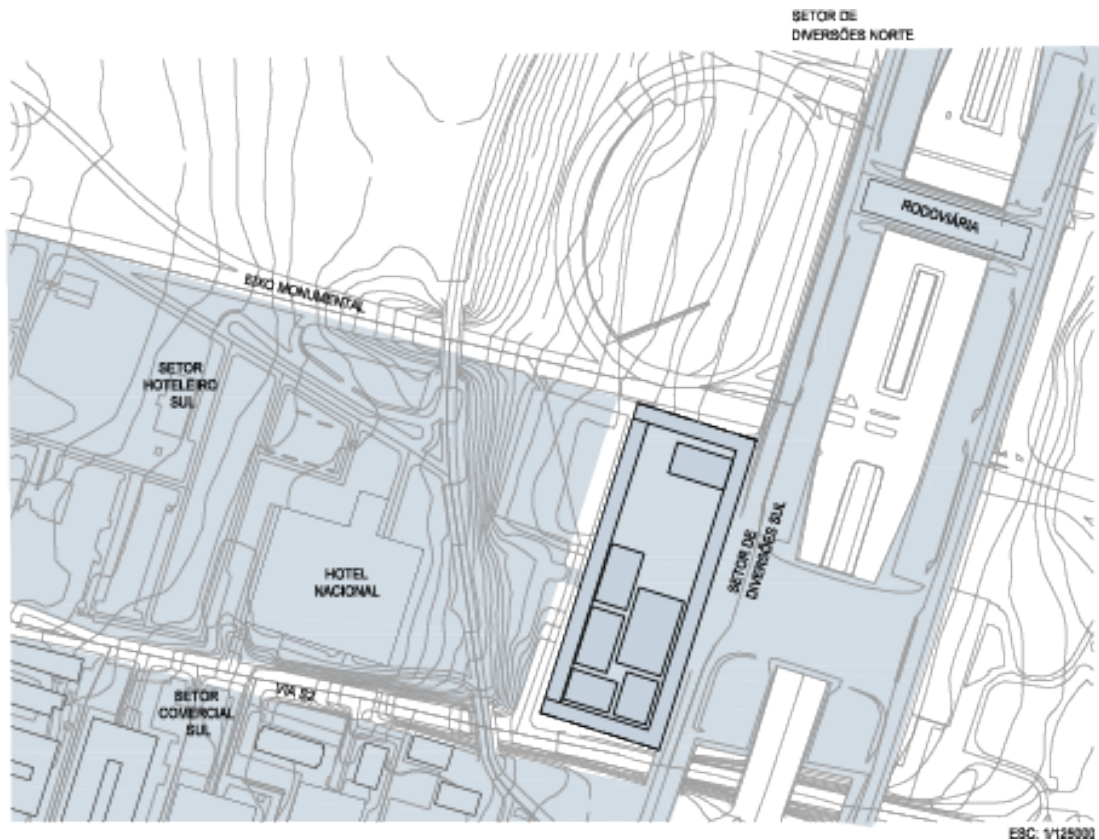 SETOR DE
DIVERSÕES NORTE
RODOVIÁRIA
EIXO MONUMENTAL
SETOR
HOTELEIRO
SUL
SETOR DE
DIVERSÕES SUL
HOTEL
NACIONAL
VIA S2
SETOR
COMERCIAL
SUL
ESC: 1/125000